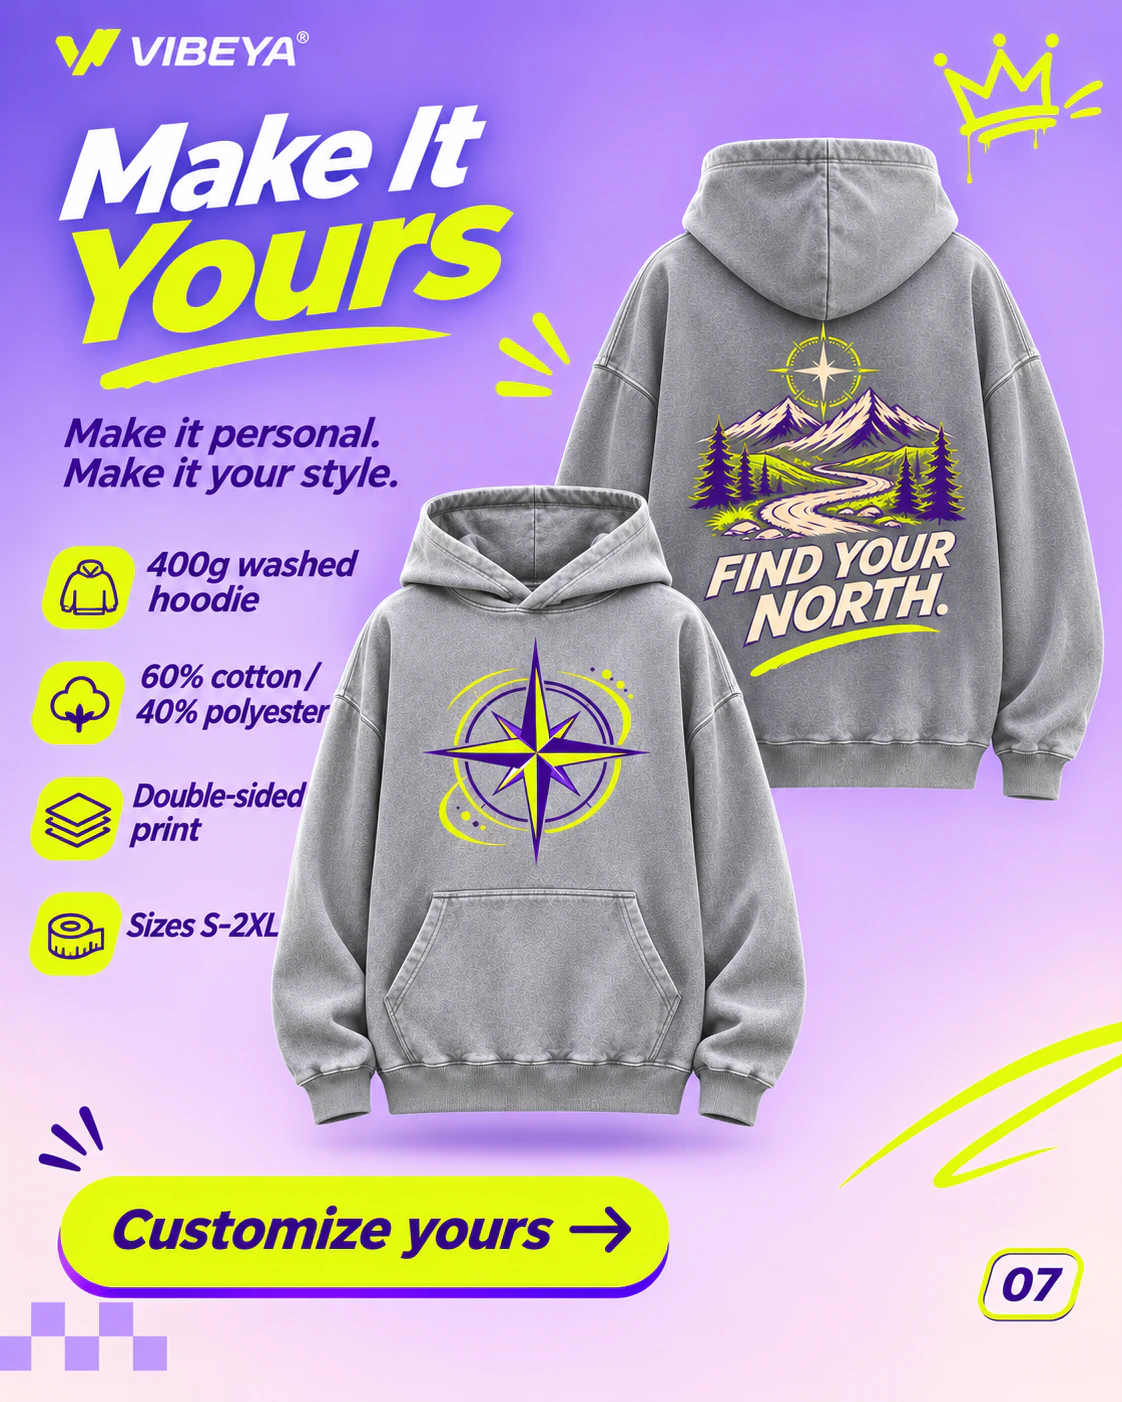 VIBEYA®
Make It
Yours
Make it personal.
Make it your style.
400g washed
hoodie
60% cotton /
40% polyester
Double-sided
print
Sizes S-2XL
FIND YOUR
NORTH.
Customize yours →
07